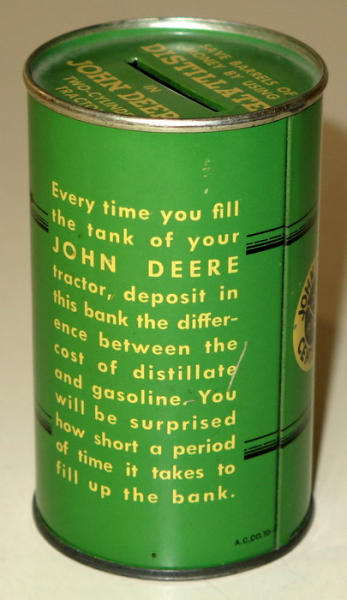 SAVE BARRELS OF
MONEY BY USING
DISTILLATE
IN
JOHN DEERE
TWO-CYLINDER
Every time you fill
the tank of your
JOHN DEERE
tractor, deposit in
this bank the differ-
ence between the
cost of distillate
and gasoline. You
will be surprised
how short a period
of time it takes to
fill up the bank.
JOHN
A.C.CO.